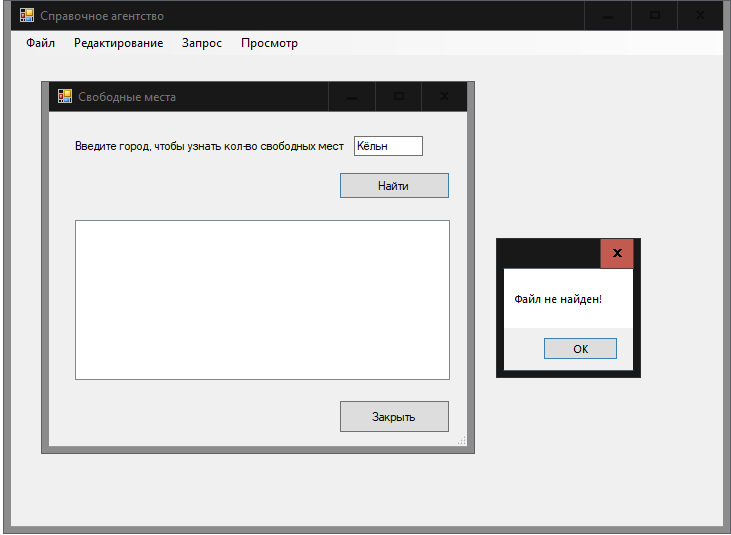 Справочное агентство
Файл Редактирование Запрос Просмотр
Свободные места
Введите город, чтобы узнать кол-во свободных мест Кёльн
Найти
Файл не найден!
OK
Закрыть